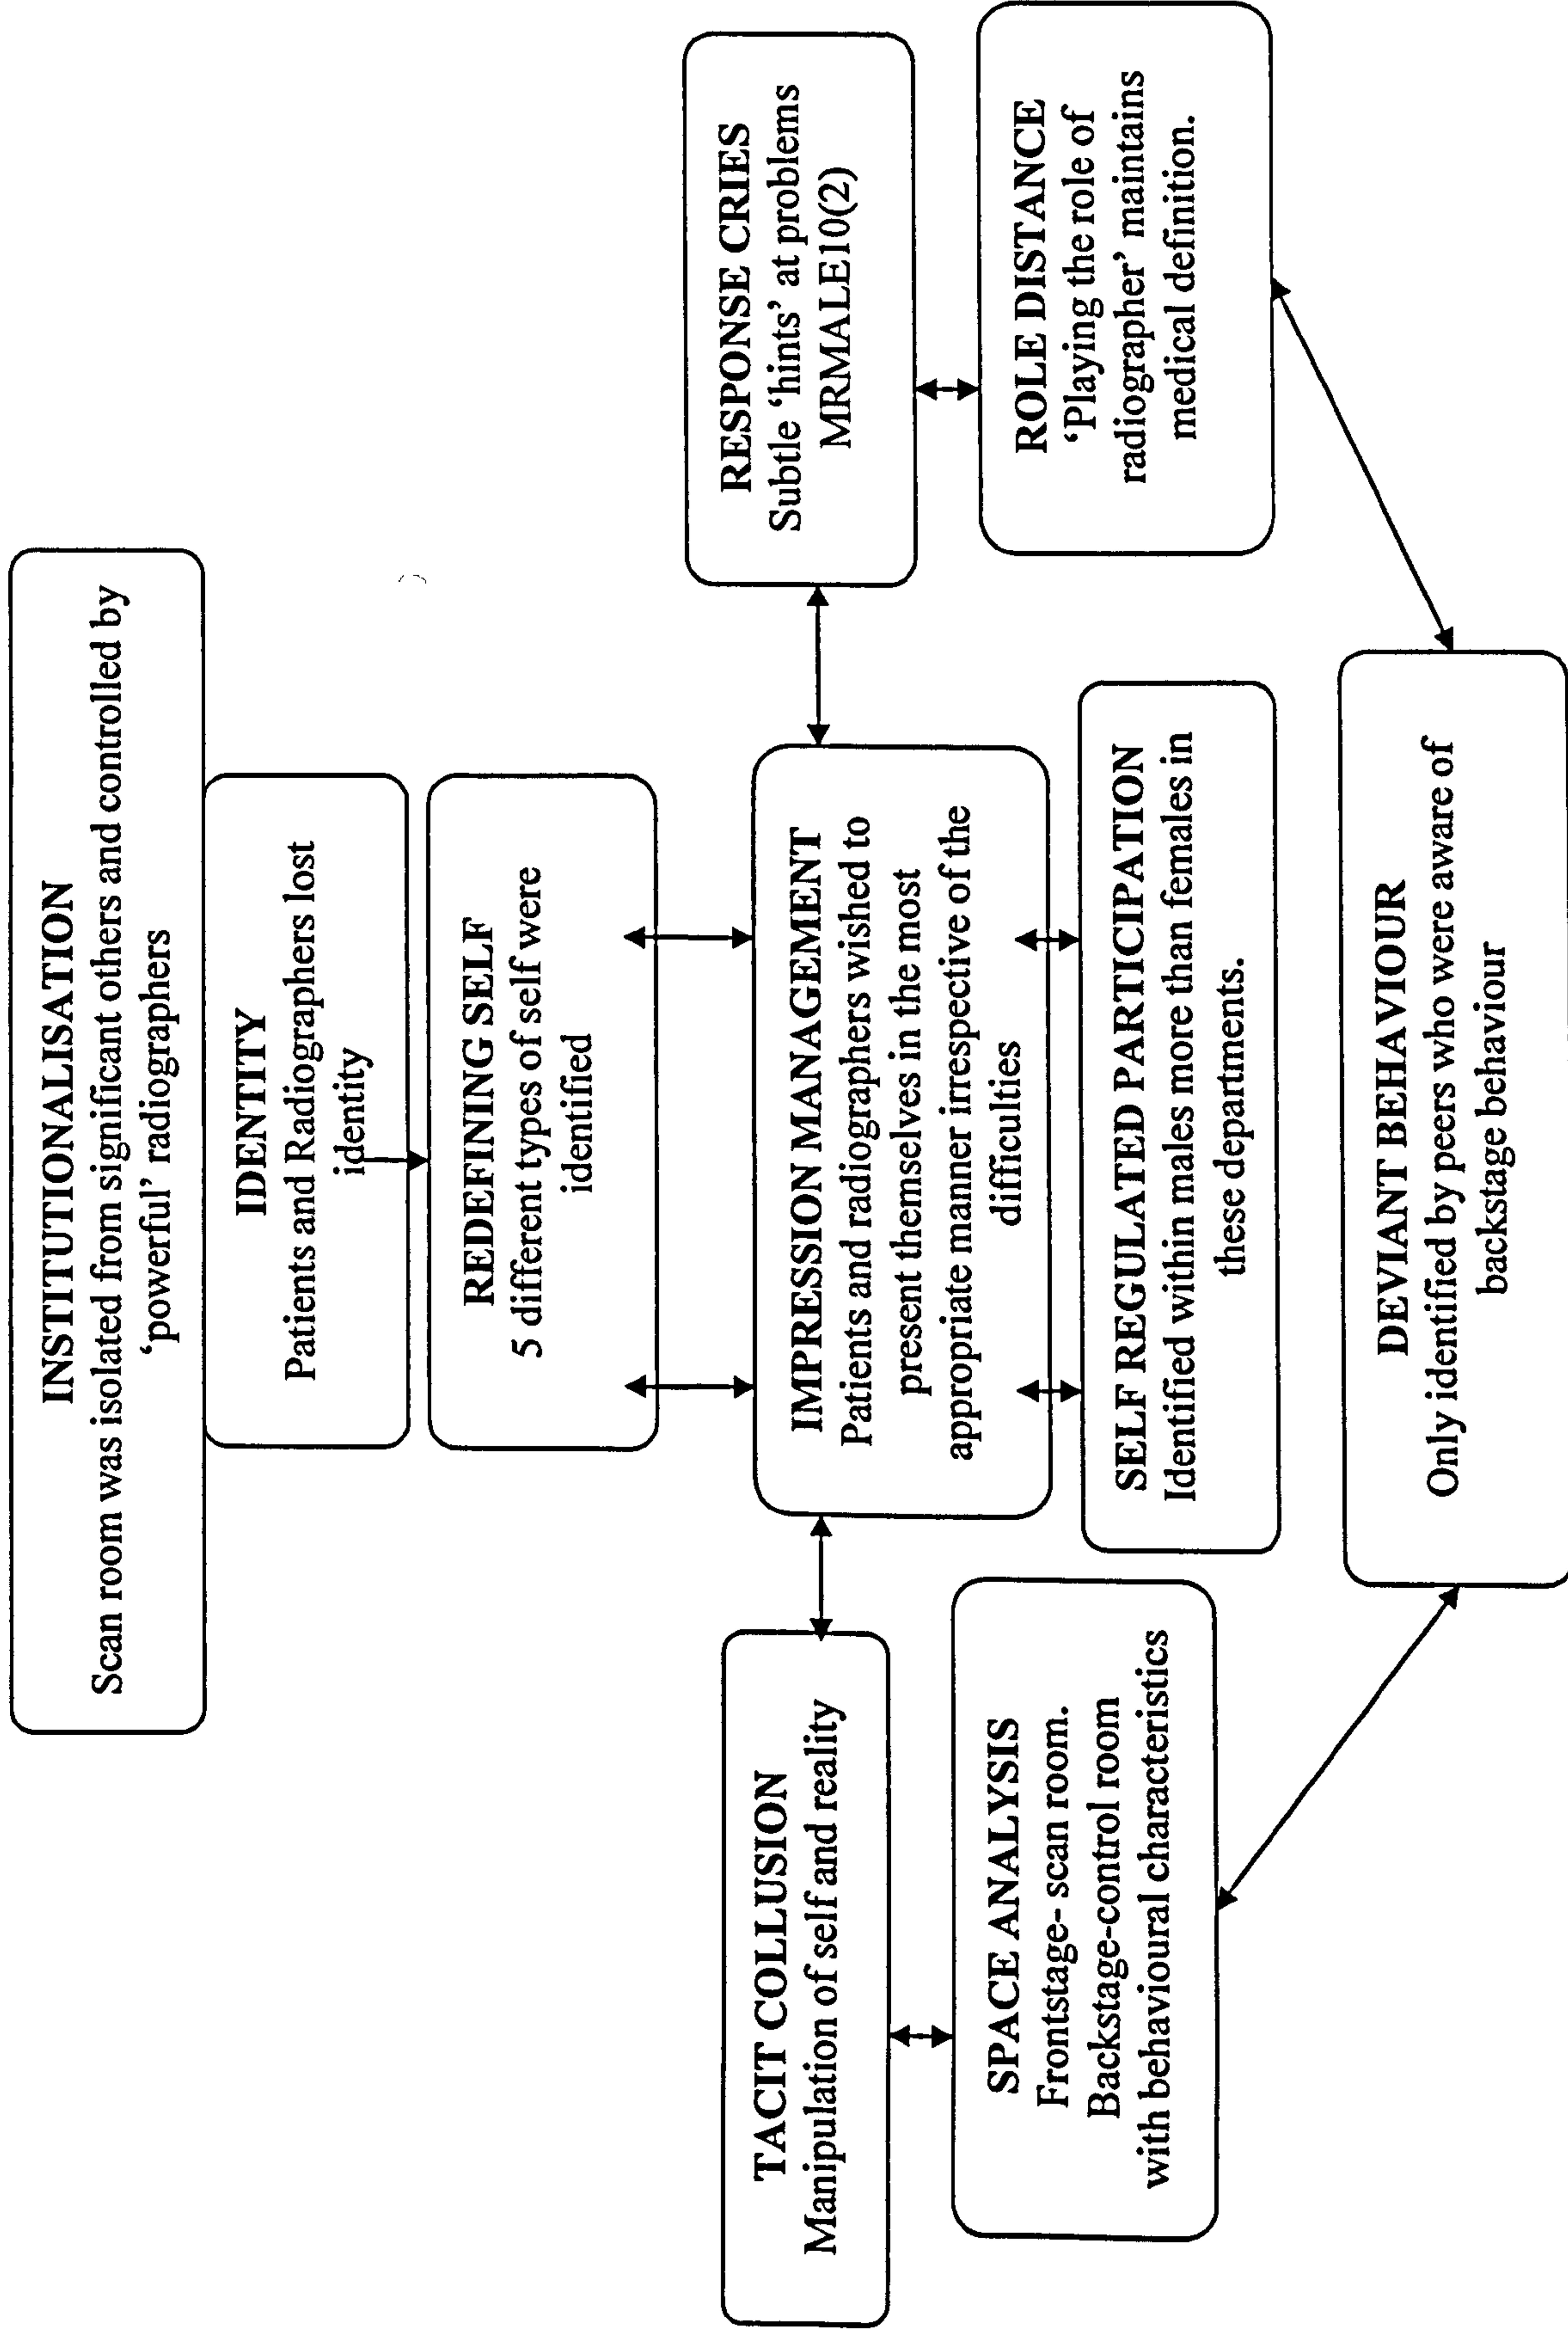 INSTITUTIONALISATION
Scan room was isolated from significant others and controlled by
‘powerful’ radiographers
IDENTITY
Patients and Radiographers lost
identity
REDEFINING SELF
5 different types of self were
identified
TACIT COLLUSION
Manipulation of self and reality
IMPRESSION MANAGEMENT
Patients and radiographers wished to
present themselves in the most
appropriate manner irrespective of the
difficulties
RESPONSE CRIES
Subtle ‘hints’ at problems
MRMALE10(2)
SPACE ANALYSIS
Frontstage- scan room.
Backstage-control room
with behavioural characteristics
SELF REGULATED PARTICIPATION
Identified within males more than females in
these departments.
ROLE DISTANCE
‘Playing the role of
radiographer’ maintains
medical definition.
DEVIANT BEHAVIOUR
Only identified by peers who were aware of
backstage behaviour